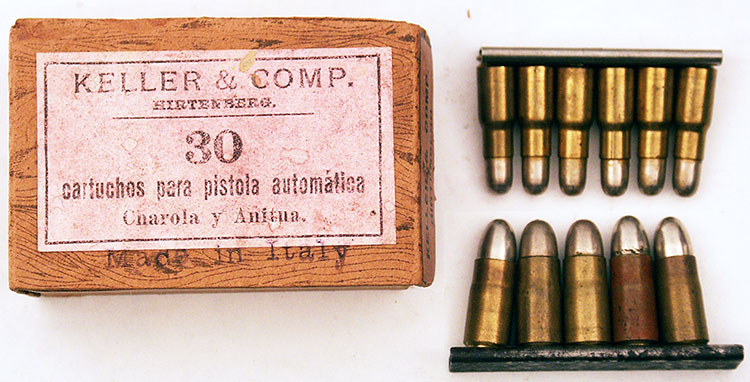 KELLER & COMP.
HIRTENBERG.
30
cartuchos para pistola automática
Charola y Anitua.
Made in Italy